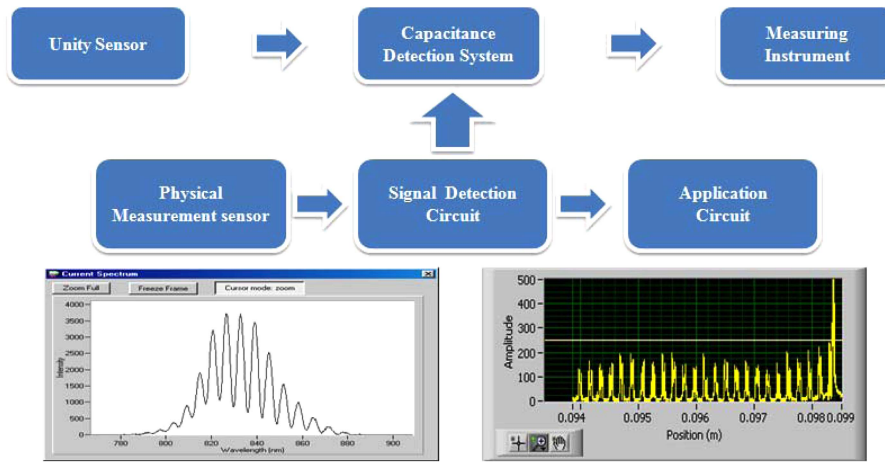 Unity Sensor
Capacitance
Detection System
Measuring
Instrument
Physical
Measurement sensor
Signal Detection
Circuit
Application
Circuit
Current Spectrum
Zoom Full
Freeze Frame
Cursor mode: zoom
4000
3500
3000
2500
2000
1500
1000
500
0
Intensity
780
800
820
840
860
880
900
Wavelength (nm)
500
400
300
200
100
0
Amplitude
0.094
0.095
0.096
0.097
0.098
0.099
Position (m)